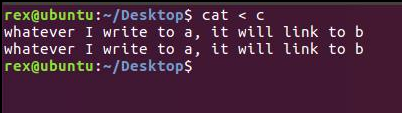 rex@ubuntu:~/Desktop$ cat < c
whatever I write to a, it will link to b
whatever I write to a, it will link to b
rex@ubuntu:~/Desktop$